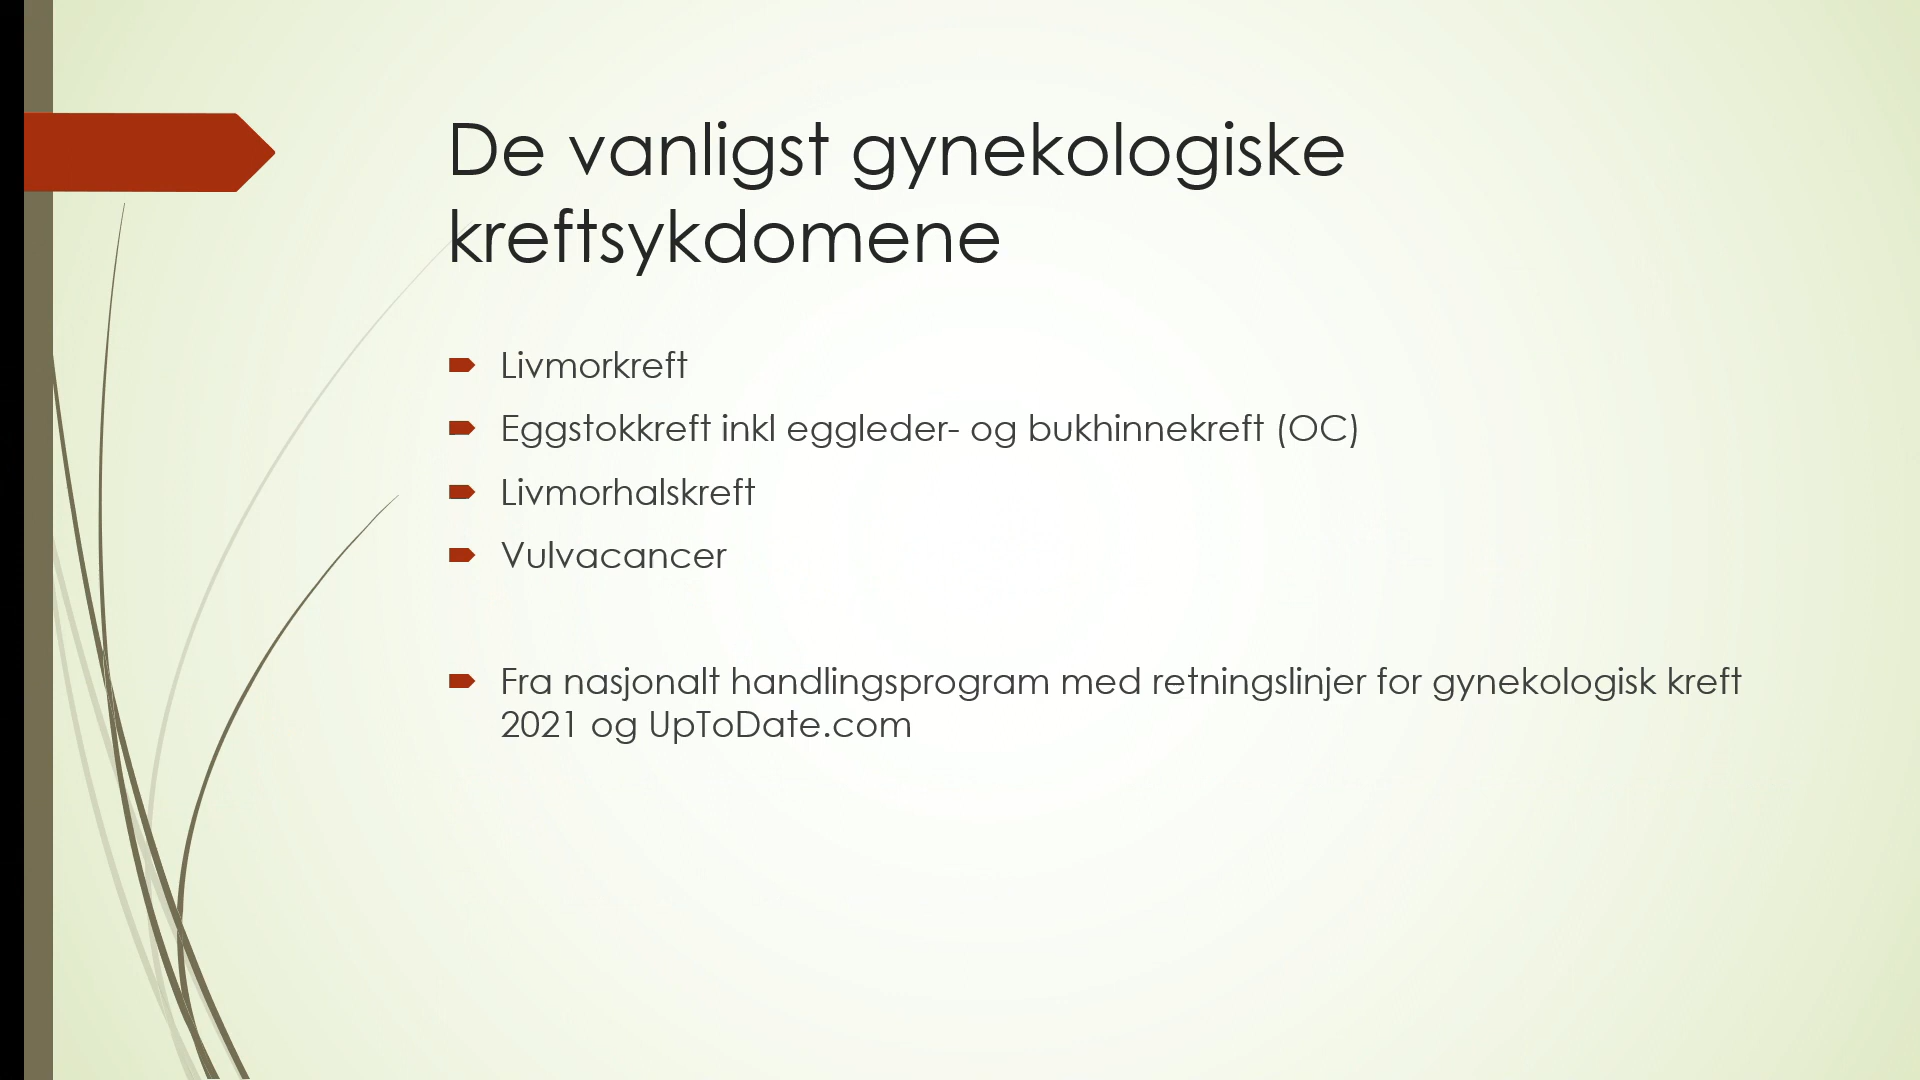 De vanligst gynekologiske
kreftsykdomene
Livmorkreft
Eggstokkreft inkl eggleder- og bukhinnekreft (OC)
Livmorhalskreft
Vulvacancer
Fra nasjonalt handlingsprogram med retningslinjer for gynekologisk kreft
2021 og UpToDate.com